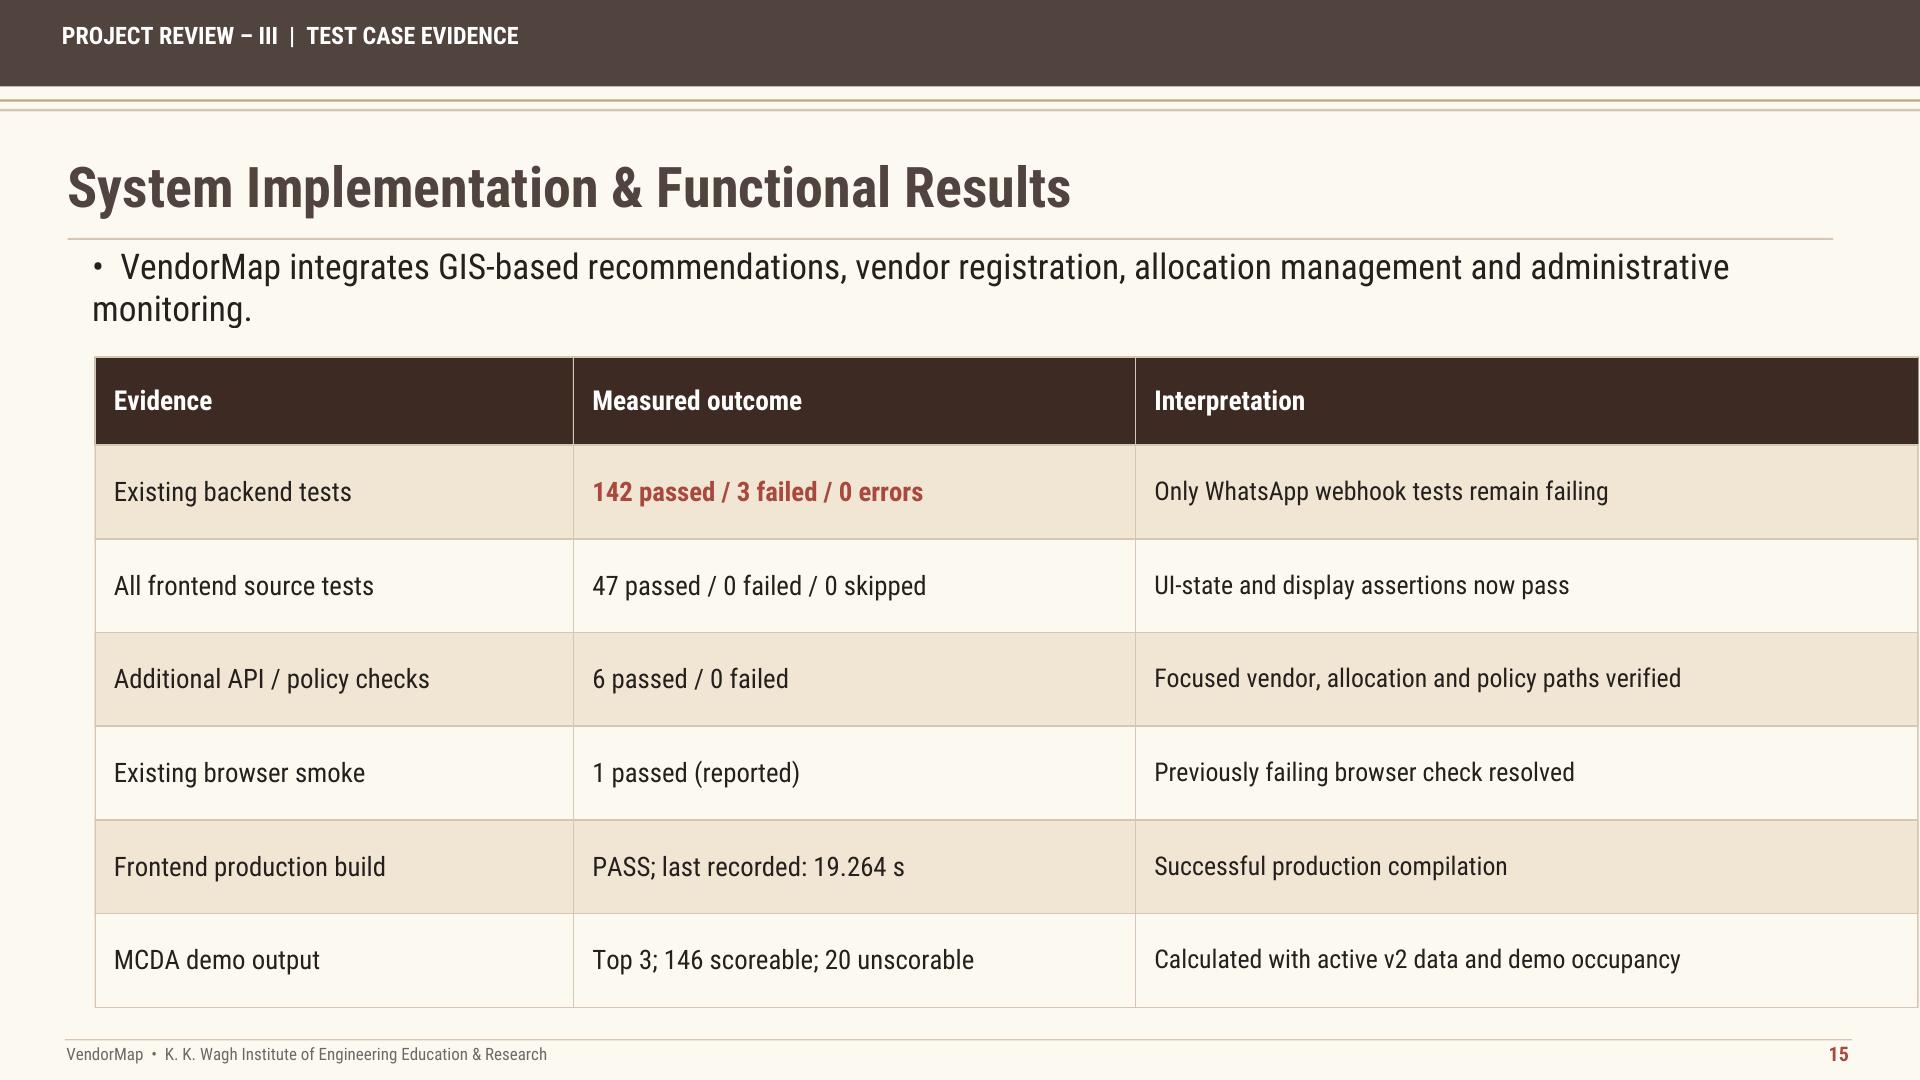 PROJECT REVIEW – III | TEST CASE EVIDENCE
System Implementation & Functional Results
• VendorMap integrates GIS-based recommendations, vendor registration, allocation management and administrative
monitoring.
Evidence Measured outcome Interpretation
Existing backend tests 142 passed / 3 failed / 0 errors Only WhatsApp webhook tests remain failing
All frontend source tests 47 passed / 0 failed / 0 skipped UI-state and display assertions now pass
Additional API / policy checks 6 passed / 0 failed Focused vendor, allocation and policy paths verified
Existing browser smoke 1 passed (reported) Previously failing browser check resolved
Frontend production build PASS; last recorded: 19.264 s Successful production compilation
MCDA demo output Top 3; 146 scoreable; 20 unscorable Calculated with active v2 data and demo occupancy
VendorMap • K. K. Wagh Institute of Engineering Education & Research 15